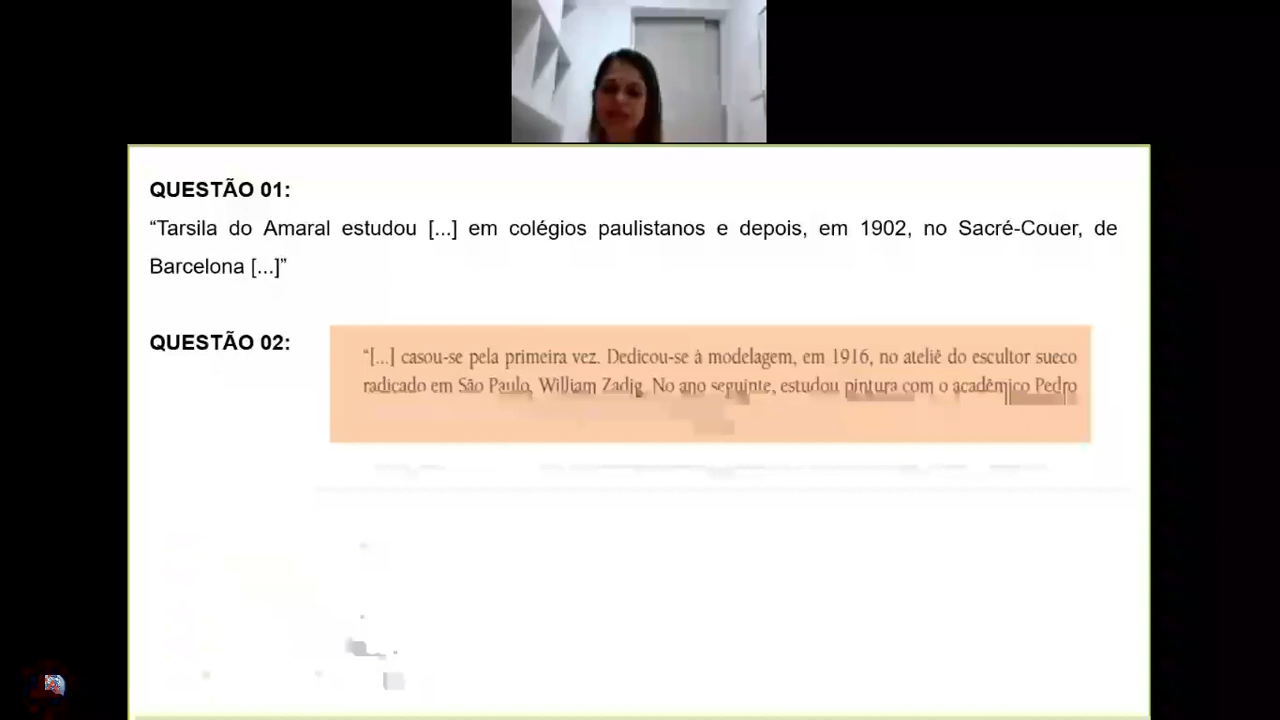 QUESTÃO 01:
“Tarsila do Amaral estudou [...] em colégios paulistanos e depois, em 1902, no Sacré-Couer, de
Barcelona [...]”
QUESTÃO 02:
“[...] casou-se pela primeira vez. Dedicou-se à modelagem, em 1916, no ateliê do escultor sueco
radicado em São Paulo, William Zadig. No ano seguinte, estudou pintura com o acadêmico Pedro